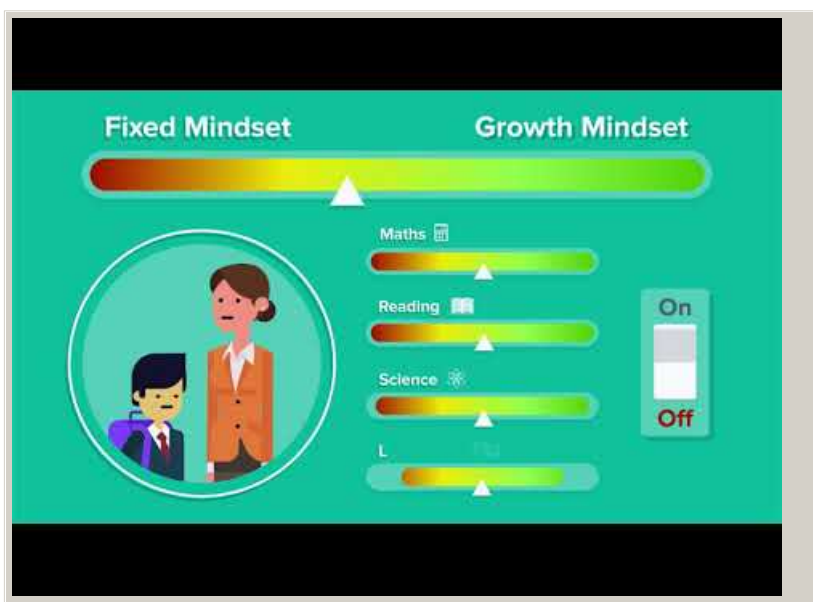 Fixed Mindset
Growth Mindset
Maths
Reading
Science
L
On
Off